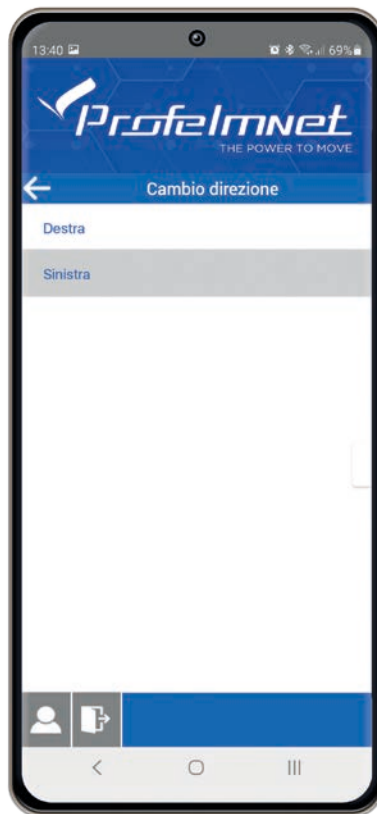 13:40
69%
Profelmnet
THE POWER TO MOVE
Cambio direzione
Destra
Sinistra